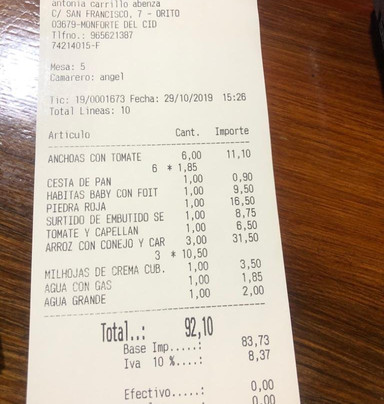 antonia carrillo abenza
C/ SAN FRANCISCO, 7 - ORITO
03679-MONFORTE DEL CID
Tlfno.: 965621387
74214015-F
Mesa: 5
Camarero: angel
Tic: 19/0001673 Fecha: 29/10/2019 15:26
Total Lineas: 10
Articulo Cant. Importe
ANCHOAS CON TOMATE 6,00 11,10
6 * 1,85
CESTA DE PAN 1,00 0,90
HABITAS BABY CON FOIT 1,00 9,50
PIEDRA ROJA 1,00 16,50
SURTIDO DE EMBUTIDO SE 1,00 8,75
TOMATE Y CAPELLAN 1,00 6,50
ARROZ CON CONEJO Y CAR 3,00 31,50
3 * 10,50
MILHOJAS DE CREMA CUB. 1,00 3,50
AGUA CON GAS 1,00 1,85
AGUA GRANDE 1,00 2,00
Total..: 92,10
Base Imp.....: 83,73
Iva 10 %....: 8,37
Efectivo.....: 0,00
0,00